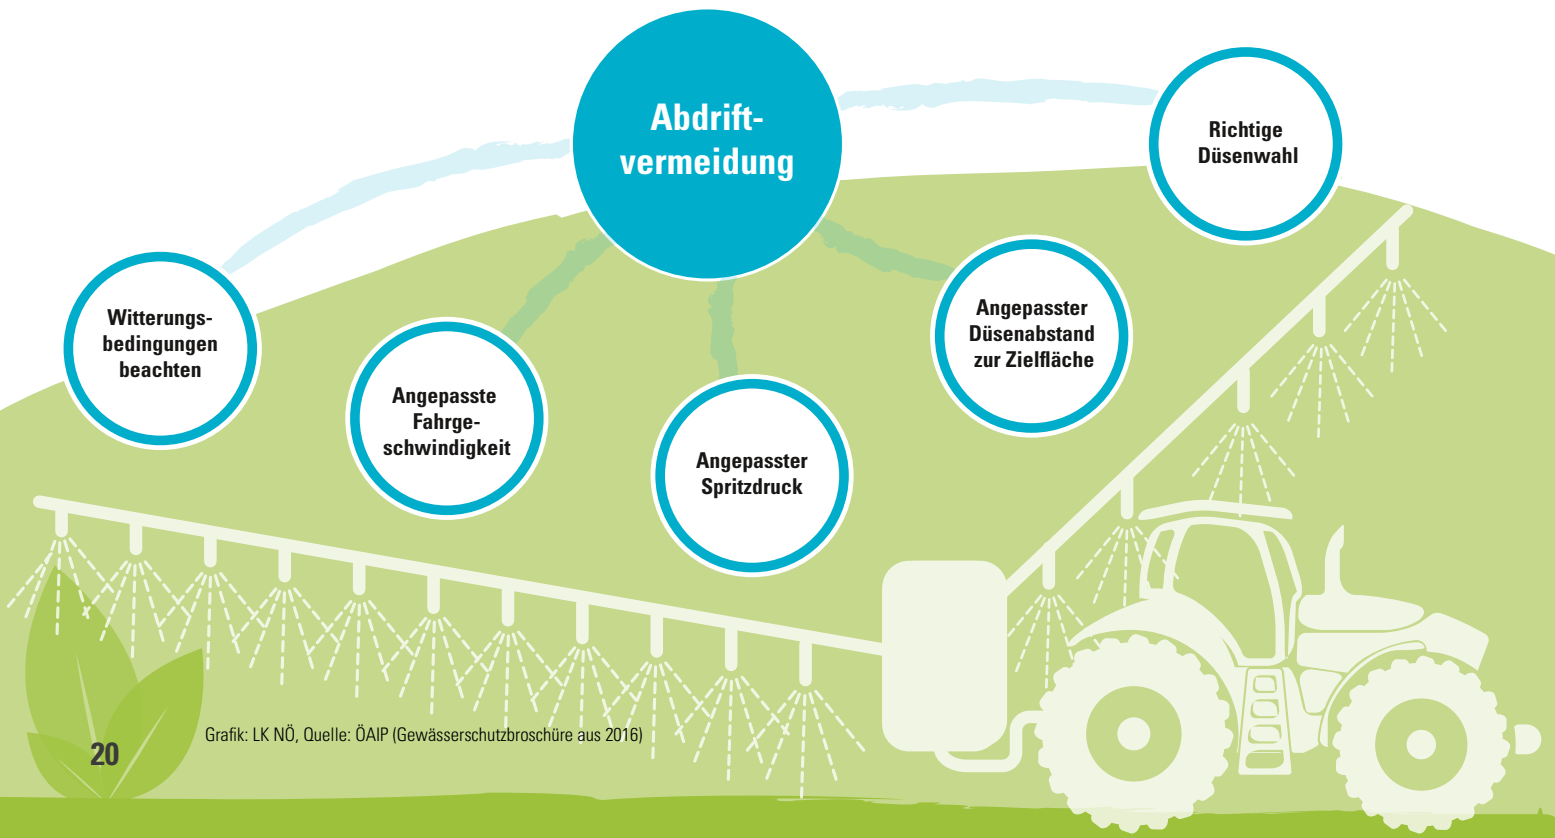 Abdrift-
vermeidung
Richtige
Düsenwahl
Witterungs-
bedingungen
beachten
Angepasste
Fahrge-
schwindigkeit
Angepasster
Spritzdruck
Angepasster
Düsenabstand
zur Zielfläche
Grafik: LK NÖ, Quelle: ÖAIP (Gewässerschutzbroschüre aus 2016)
20